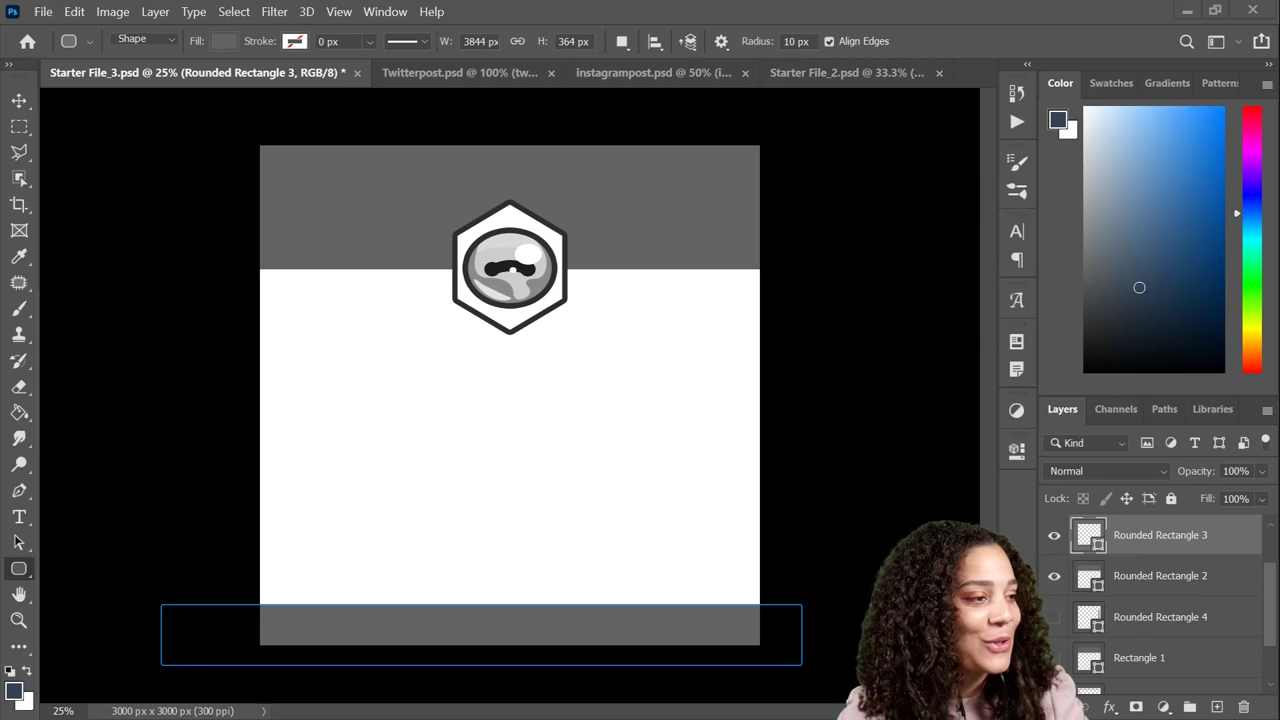 Ps File Edit Image Layer Type Select Filter 3D View Window Help
Shape Fill: Stroke: 0 px W: 3844 px H: 364 px Radius: 10 px Align Edges
Starter File_3.psd @ 25% (Rounded Rectangle 3, RGB/8) * × Twitterpost.psd @ 100% (tw... × instagrampost.psd @ 50% (i... × Starter File_2.psd @ 33.3% (... ×
Color Swatches Gradients Patterns
Layers Channels Paths Libraries
Kind
Normal Opacity: 100%
Lock: Fill: 100%
Rounded Rectangle 3
Rounded Rectangle 2
Rounded Rectangle 4
Rectangle 1
25% 3000 px x 3000 px (300 ppi)